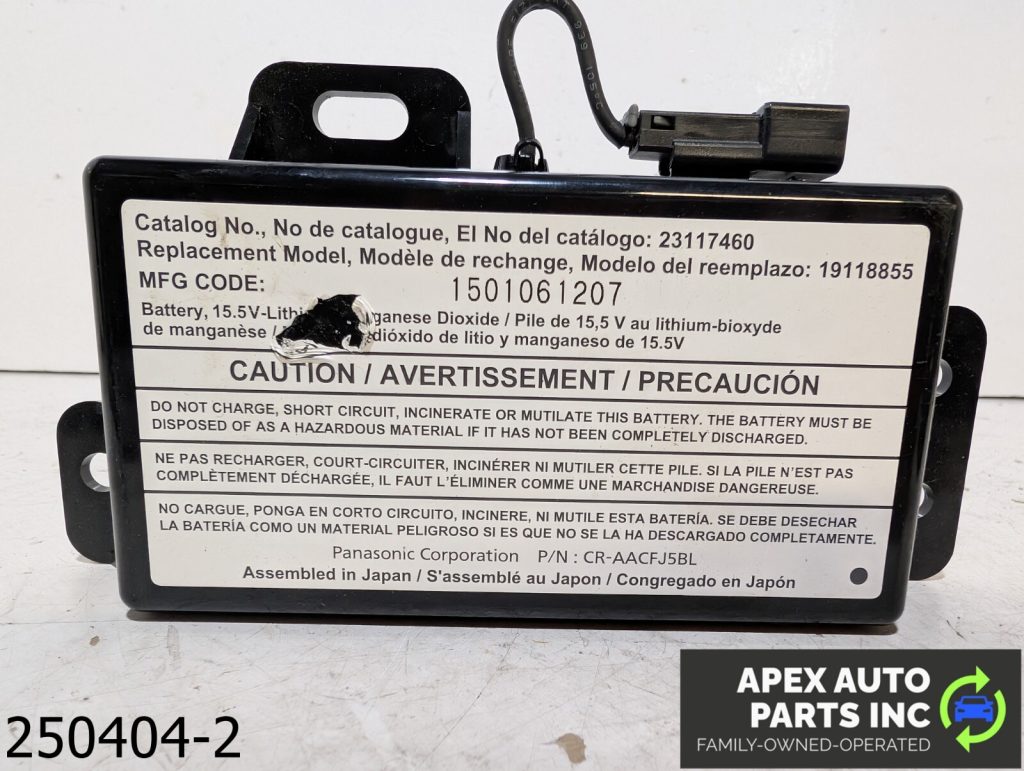 Catalog No., No de catalogue, El No del catálogo: 23117460
Replacement Model, Modèle de rechange, Modelo del reemplazo: 19118855
MFG CODE:
1501061207
Battery, 15.5V-Lithi ganese Dioxide / Pile de 15,5 V au lithium-bioxyde
de manganèse / dióxido de litio y manganeso de 15.5V
CAUTION / AVERTISSEMENT / PRECAUCIÓN
DO NOT CHARGE, SHORT CIRCUIT, INCINERATE OR MUTILATE THIS BATTERY. THE BATTERY MUST BE
DISPOSED OF AS A HAZARDOUS MATERIAL IF IT HAS NOT BEEN COMPLETELY DISCHARGED.
NE PAS RECHARGER, COURT-CIRCUITER, INCINÉRER NI MUTILER CETTE PILE. SI LA PILE N'EST PAS
COMPLÈTEMENT DÉCHARGÉE, IL FAUT L'ÉLIMINER COMME UNE MARCHANDISE DANGEREUSE.
NO CARGUE, PONGA EN CORTO CIRCUITO, INCINERE, NI MUTILE ESTA BATERÍA. SE DEBE DESECHAR
LA BATERÍA COMO UN MATERIAL PELIGROSO SI ES QUE NO SE LA HA DESCARGADO COMPLETAMENTE.
Panasonic Corporation P/N : CR-AACFJ5BL
Assembled in Japan / S'assemblé au Japon / Congregado en Japón
250404-2
APEX AUTO
PARTS INC
FAMILY-OWNED-OPERATED